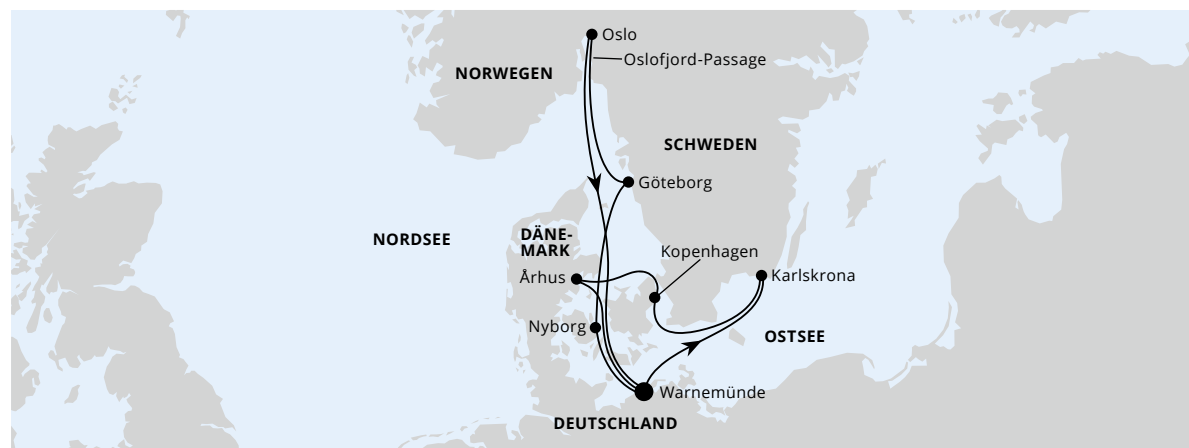 Oslo
Oslofjord-Passage
NORWEGEN
SCHWEDEN
Göteborg
DÄNE-
MARK
NORDSEE
Kopenhagen
Århus
Karlskrona
Nyborg
OSTSEE
Warnemünde
DEUTSCHLAND